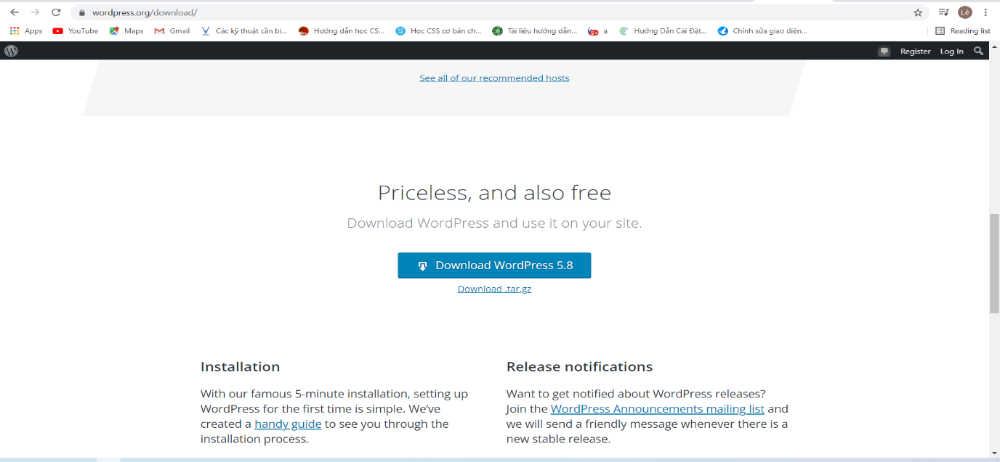 wordpress.org/download/
Lê
Apps YouTube Maps Gmail Các kỹ thuật cần bi... Hướng dẫn học CS... Học CSS cơ bản ch... Tài liệu hướng dẫn... a Hướng Dẫn Cài Đặt... Chỉnh sửa giao diện... Reading list
Register Log In
See all of our recommended hosts
Priceless, and also free
Download WordPress and use it on your site.
Download WordPress 5.8
Download .tar.gz
Installation
With our famous 5-minute installation, setting up
WordPress for the first time is simple. We’ve
created a handy guide to see you through the
installation process.
Release notifications
Want to get notified about WordPress releases?
Join the WordPress Announcements mailing list and
we will send a friendly message whenever there is a
new stable release.